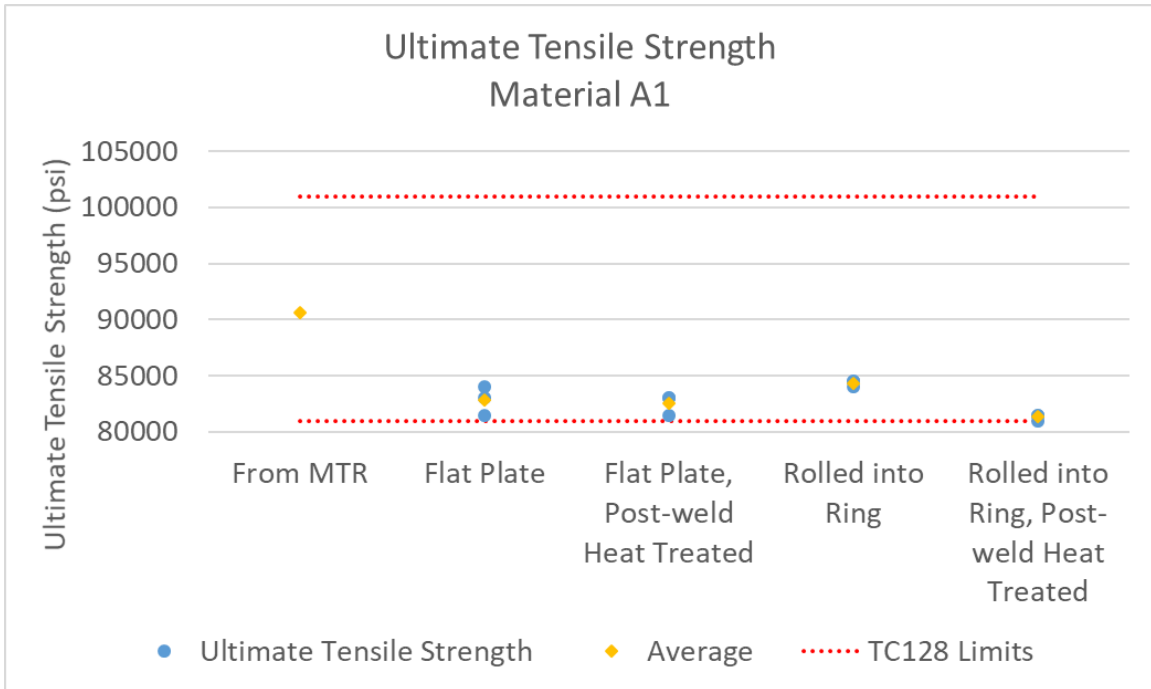 Ultimate Tensile Strength
Material A1
Ultimate Tensile Strength (psi)
105000
100000
95000
90000
85000
80000
From MTR
Flat Plate
Flat Plate,
Post-weld
Heat Treated
Rolled into
Ring
Rolled into
Ring, Post-
weld Heat
Treated
Ultimate Tensile Strength
Average
TC128 Limits